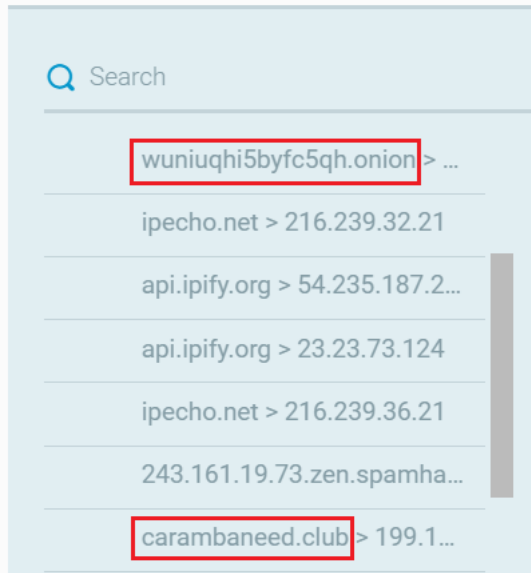 Search
wuniuqhi5byfc5qh.onion > ...
ipecho.net > 216.239.32.21
api.ipify.org > 54.235.187.2...
api.ipify.org > 23.23.73.124
ipecho.net > 216.239.36.21
243.161.19.73.zen.spamha...
carambaneed.club > 199.1...